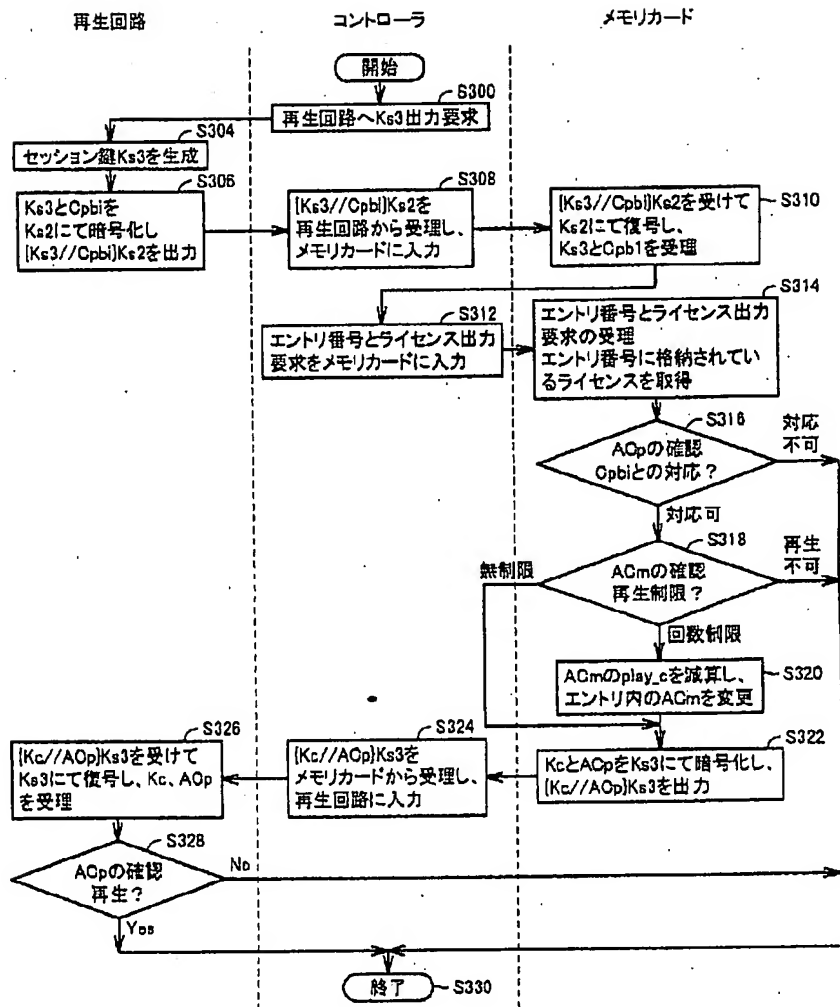 再生回路
コントローラ
メモリカード
開始
S300
再生回路へKs3出力要求
S304
セッション鍵Ks3を生成
S306
Ks3とCpbiを
Ks2にて暗号化し
{Ks3//Cpbi}Ks2を出力
S308
{Ks3//Cpbi}Ks2を
再生回路から受理し、
メモリカードに入力
S310
{Ks3//Cpbi}Ks2を受けて
Ks2にて復号し、
Ks3とCpb1を受理
S312
エントリ番号とライセンス出力
要求をメモリカードに入力
S314
エントリ番号とライセンス出力
要求の受理
エントリ番号に格納されてい
るライセンスを取得
S316
ACpの確認
Cpbiとの対応?
対応
不可
対応可
S318
ACmの確認
再生制限?
無制限
再生
不可
回数制限
S320
ACmのplay_cを減算し、
エントリ内のACmを変更
S322
KcとACpをKs3にて暗号化し、
{Kc//ACp}Ks3を出力
S324
{Kc//ACp}Ks3を
メモリカードから受理し、
再生回路に入力
S326
{Kc//ACp}Ks3を受けて
Ks3にて復号し、Kc、ACp
を受理
S328
ACpの確認
再生?
No
Yes
終了
S330